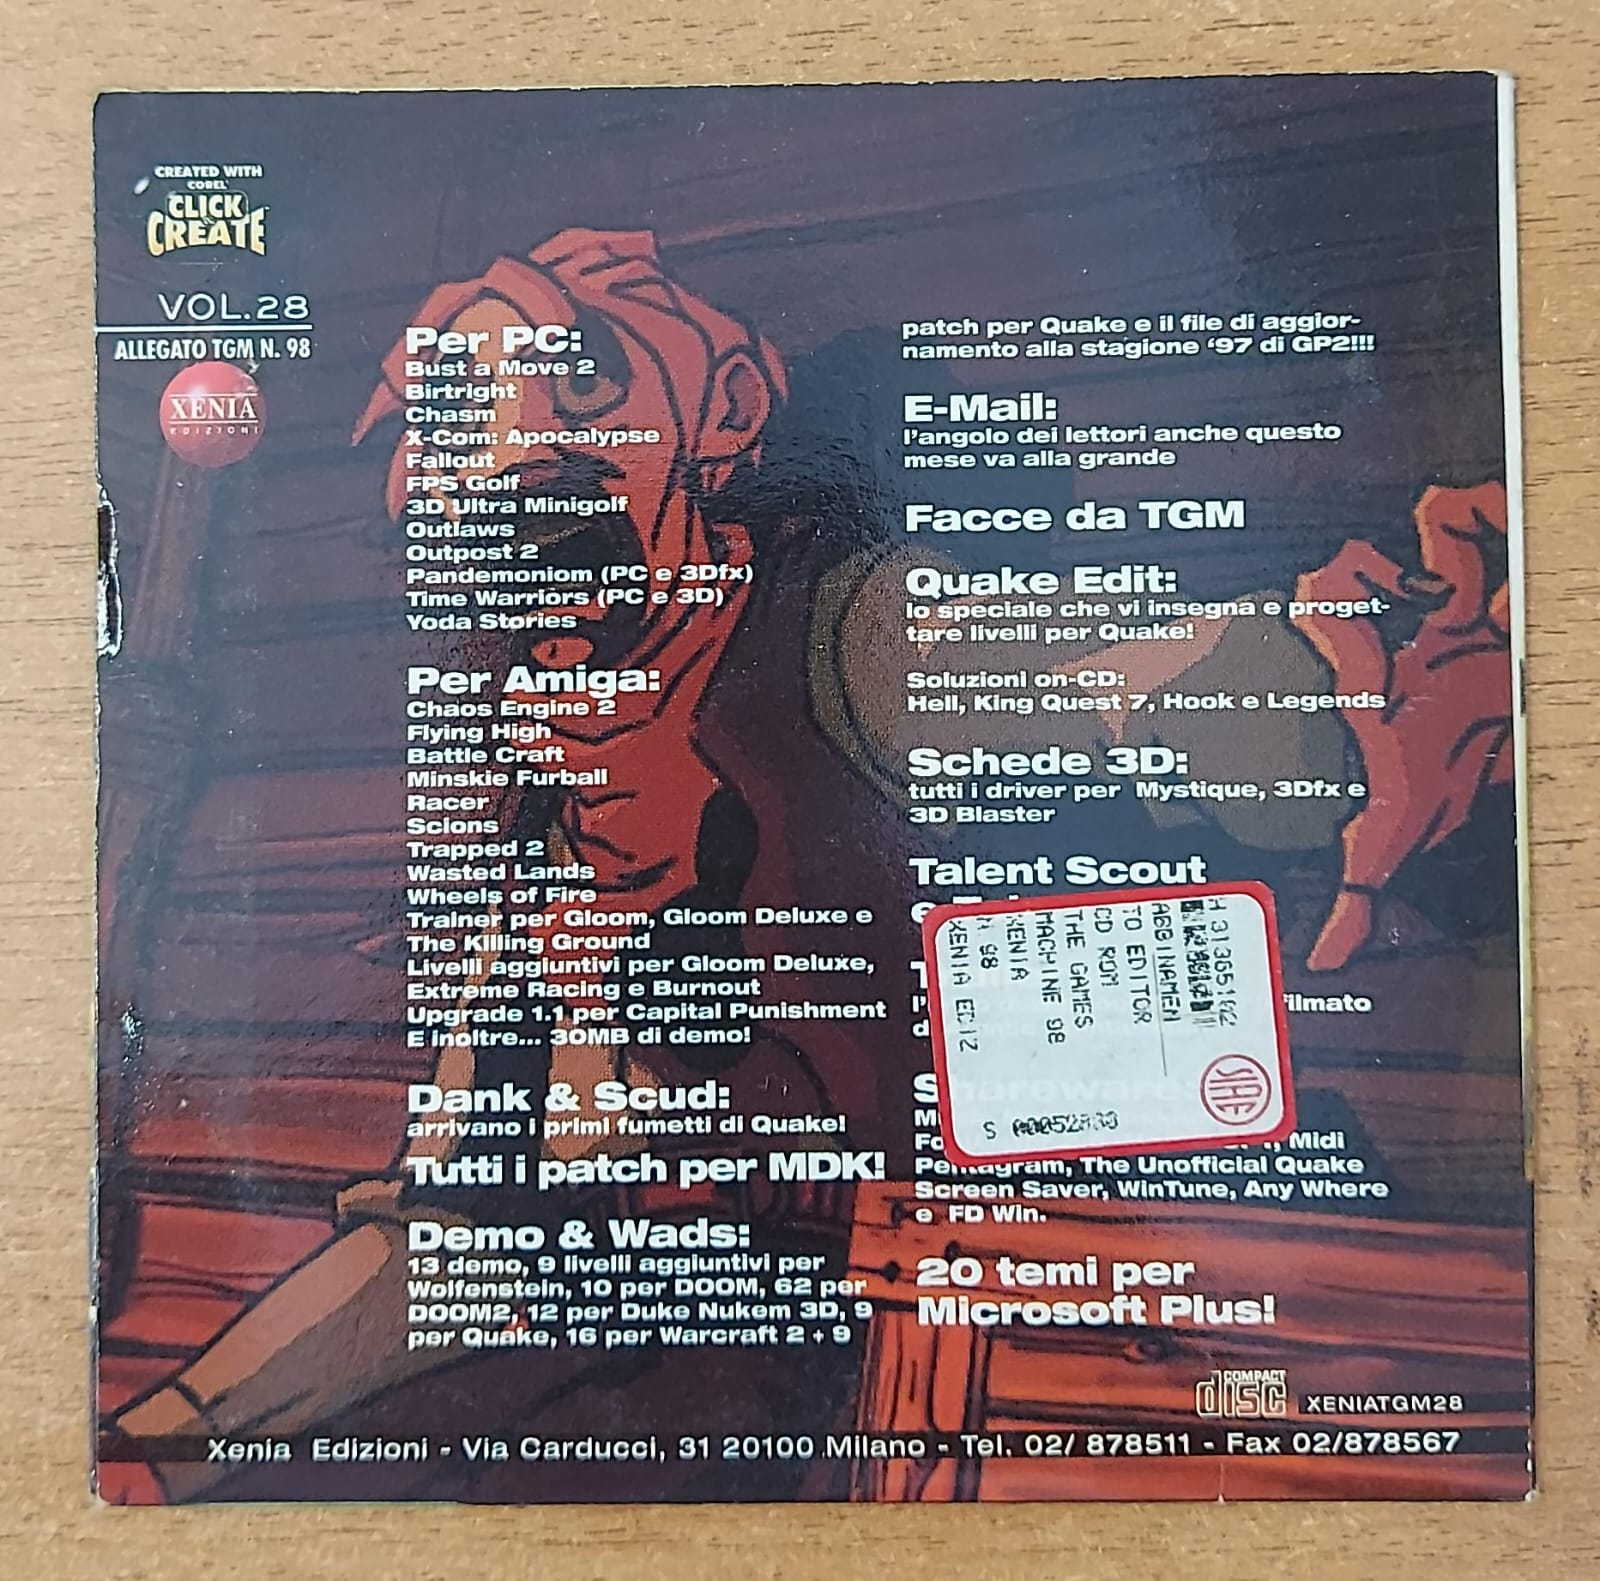 CREATED WITH
COREL
CLICK
CREATE
VOL.28
ALLEGATO TGM N. 98
XENIA
EDIZIONI
Per PC:
Bust a Move 2
Birtright
Chasm
X-Com: Apocalypse
Fallout
FPS Golf
3D Ultra Minigolf
Outlaws
Outpost 2
Pandemoniom (PC e 3Dfx)
Time Warriors (PC e 3D)
Yoda Stories
Per Amiga:
Chaos Engine 2
Flying High
Battle Craft
Minskie Furball
Racer
Scions
Trapped 2
Wasted Lands
Wheels of Fire
Trainer per Gloom, Gloom Deluxe e
The Killing Ground
Livelli aggiuntivi per Gloom Deluxe,
Extreme Racing e Burnout
Upgrade 1.1 per Capital Punishment
E inoltre... 30MB di demo!
Dank & Scud:
arrivano i primi fumetti di Quake!
Tutti i patch per MDK!
Demo & Wads:
13 demo, 9 livelli aggiuntivi per
Wolfenstein, 10 per DOOM, 62 per
DOOM2, 12 per Duke Nukem 3D, 9
per Quake, 16 per Warcraft 2 + 9
patch per Quake e il file di aggior-
namento alla stagione '97 di GP2!!!
E-Mail:
l'angolo dei lettori anche questo
mese va alla grande
Facce da TGM
Quake Edit:
lo speciale che vi insegna e proget-
tare livelli per Quake!
Soluzioni on-CD:
Hell, King Quest 7, Hook e Legends
Schede 3D:
tutti i driver per Mystique, 3Dfx e
3D Blaster
Talent Scout
e
filmato
Shareware:
Midi
Pentagram, The Unofficial Quake
Screen Saver, WinTune, Any Where
e FD Win.
20 temi per
Microsoft Plus!
ABBINAMEN
TO EDITOR
CD ROM
THE GAMES
MACHINE 98
XENIA
N 98
XENIA EDIZ
SIAE
COMPACT
disc
XENIATGM28
Xenia Edizioni - Via Carducci, 31 20100 Milano - Tel. 02/ 878511 - Fax 02/878567